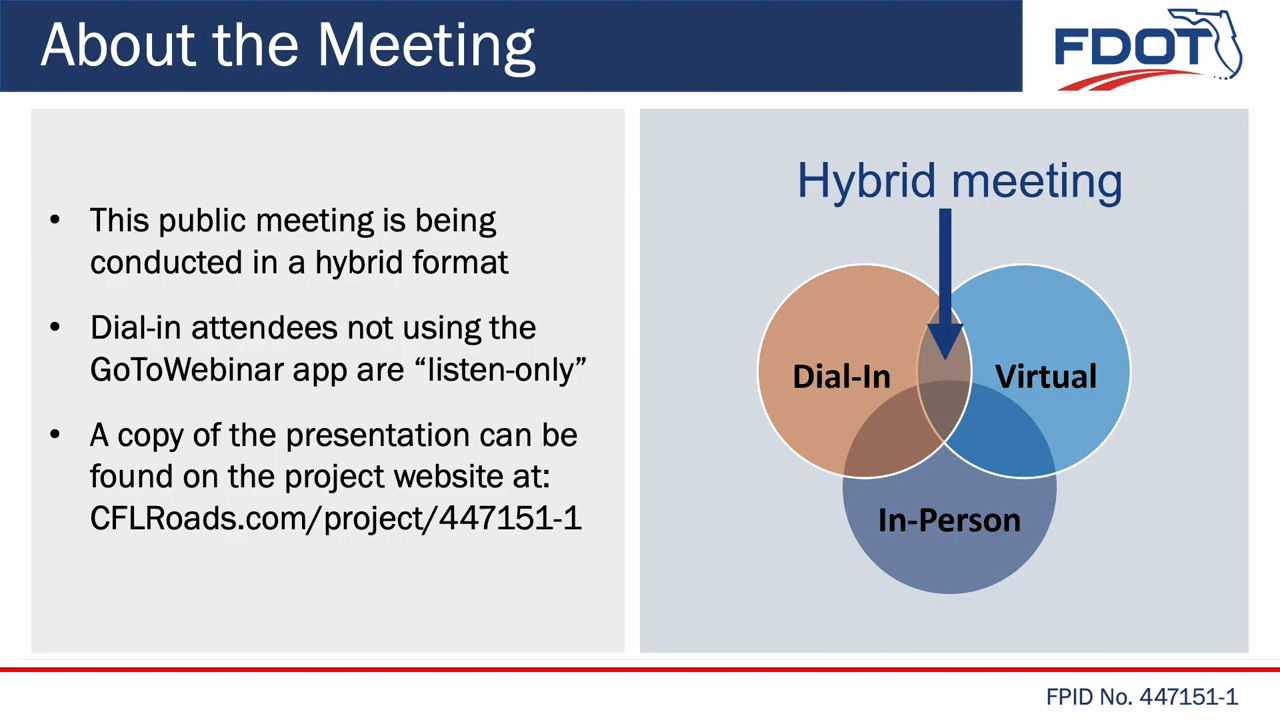 About the Meeting
FDOT
• This public meeting is being
conducted in a hybrid format
• Dial-in attendees not using the
GoToWebinar app are “listen-only”
• A copy of the presentation can be
found on the project website at:
CFLRoads.com/project/447151-1
Hybrid meeting
Dial-In
Virtual
In-Person
FPID No. 447151-1